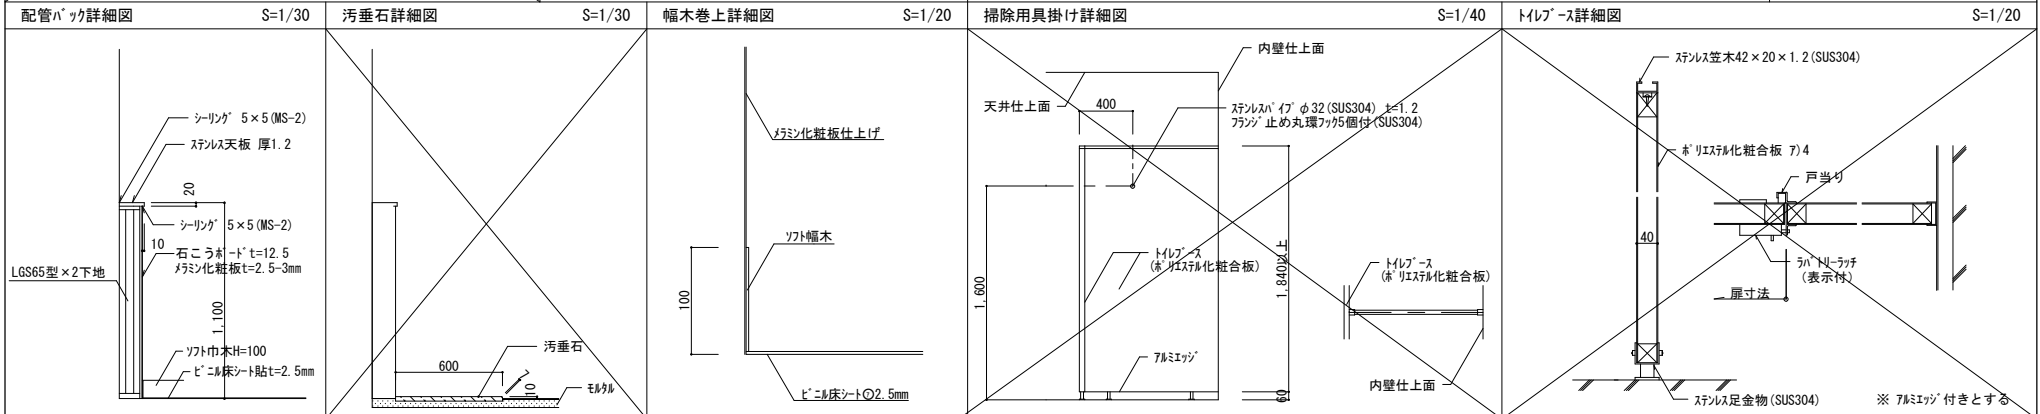 配管ﾊﾞｯｸ詳細図 S=1/30
シーリング 5×5(MS-2)
ｽﾃﾝﾚｽ天板 厚1.2
20
シーリング 5×5(MS-2)
10
石こうボードt=12.5
ﾒﾗﾐﾝ化粧板t=2.5-3mm
LGS65型×2下地
1,100
ｿﾌﾄ巾木H=100
ﾋﾞﾆﾙ床ｼｰﾄ貼t=2.5mm
汚垂石詳細図 S=1/30
600
汚垂石
10
ﾓﾙﾀﾙ
幅木巻上詳細図 S=1/20
ﾒﾗﾐﾝ化粧板仕上げ
ｿﾌﾄ幅木
100
ﾋﾞﾆﾙ床ｼｰﾄ⑦2.5mm
掃除用具掛け詳細図 S=1/40
内壁仕上面
天井仕上面
400
ｽﾃﾝﾚｽﾊﾟｲﾌﾟφ32(SUS304) t=1.2
ﾌﾗﾝｼﾞ止め丸環ﾌｯｸ5個付(SUS304)
1,600
ﾄｲﾚﾌﾞｰｽ
(ﾎﾟﾘｴｽﾃﾙ化粧合板)
1,840以上
ﾄｲﾚﾌﾞｰｽ
(ﾎﾟﾘｴｽﾃﾙ化粧合板)
ｱﾙﾐｴｯｼﾞ
60
内壁仕上面
ﾄｲﾚﾌﾞｰｽ詳細図 S=1/20
ｽﾃﾝﾚｽ笠木42×20×1.2(SUS304)
ﾎﾟﾘｴｽﾃﾙ化粧合板 ｱ)4
戸当り
40
ﾗﾊﾞﾄﾘｰﾗｯﾁ
(表示付)
扉寸法
ｽﾃﾝﾚｽ足金物(SUS304)
※ ｱﾙﾐｴｯｼﾞ付きとする